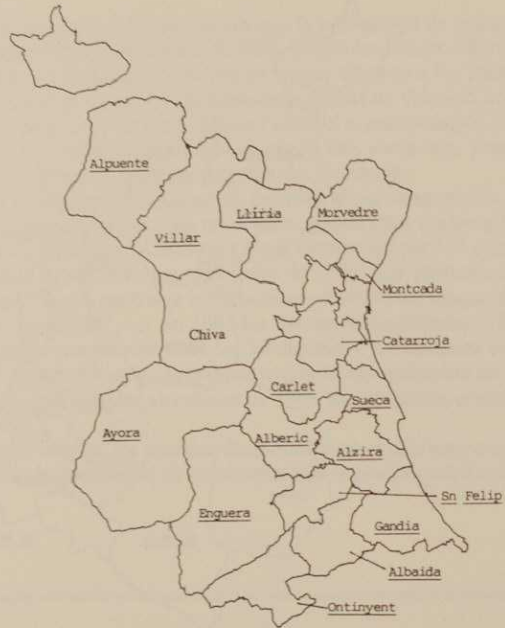 Alpuente
Llíria
Morvedre
Villar
Montcada
Chiva
Catarroja
Carlet
Sueca
Ayora
Alberic
Alzira
Sn Felip
Enguera
Gandia
Albaida
Ontinyent